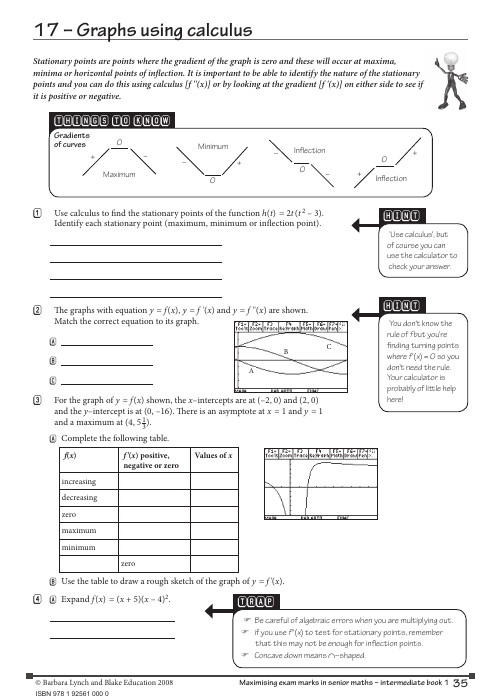 17 – Graphs using calculus
Stationary points are points where the gradient of the graph is zero and these will occur at maxima,
minima or horizontal points of inflection. It is important to be able to identify the nature of the stationary
points and you can do this using calculus [f ''(x)] or by looking at the gradient [f '(x)] on either side to see if
it is positive or negative.
THINGS TO KNOW
Gradients
of curves
+ 0 –
Maximum
Minimum
– 0 +
– Inflection
0 –
0 +
+ Inflection
1 Use calculus to find the stationary points of the function h(t) = 2t(t² – 3).
Identify each stationary point (maximum, minimum or inflection point).
HINT
'Use calculus', but
of course you can
use the calculator to
check your answer.
2 The graphs with equation y = f(x), y = f '(x) and y = f ''(x) are shown.
Match the correct equation to its graph.
A
B
C
A
B
C
HINT
You don't know the
rule of f but you're
finding turning points
where f'(x) = 0 so you
don't need the rule.
Your calculator is
probably of little help
here!
3 For the graph of y = f(x) shown, the x–intercepts are at (–2, 0) (2, 0)
and the y–intercept is at (0, –16). There is an asymptote at x = 1 and y = 1
and a maximum at (4, 5⅓).
A Complete the following table.
f(x)
f'(x) positive,
negative or zero
Values of x
increasing
decreasing
zero
maximum
minimum
zero
B Use the table to draw a rough sketch of the graph of y = f'(x).
4 A Expand f(x) = (x + 5)(x – 4)².
TRAP
☞ Be careful of algebraic errors when you are multiplying out.
☞ If you use f''(x) to test for stationary points, remember
that this may not be enough for inflection points.
☞ Concave down means ∩–shaped.
© Barbara Lynch and Blake Education 2008
Maximising exam marks in senior maths – intermediate book 1 35
ISBN 978 1 92561 000 0